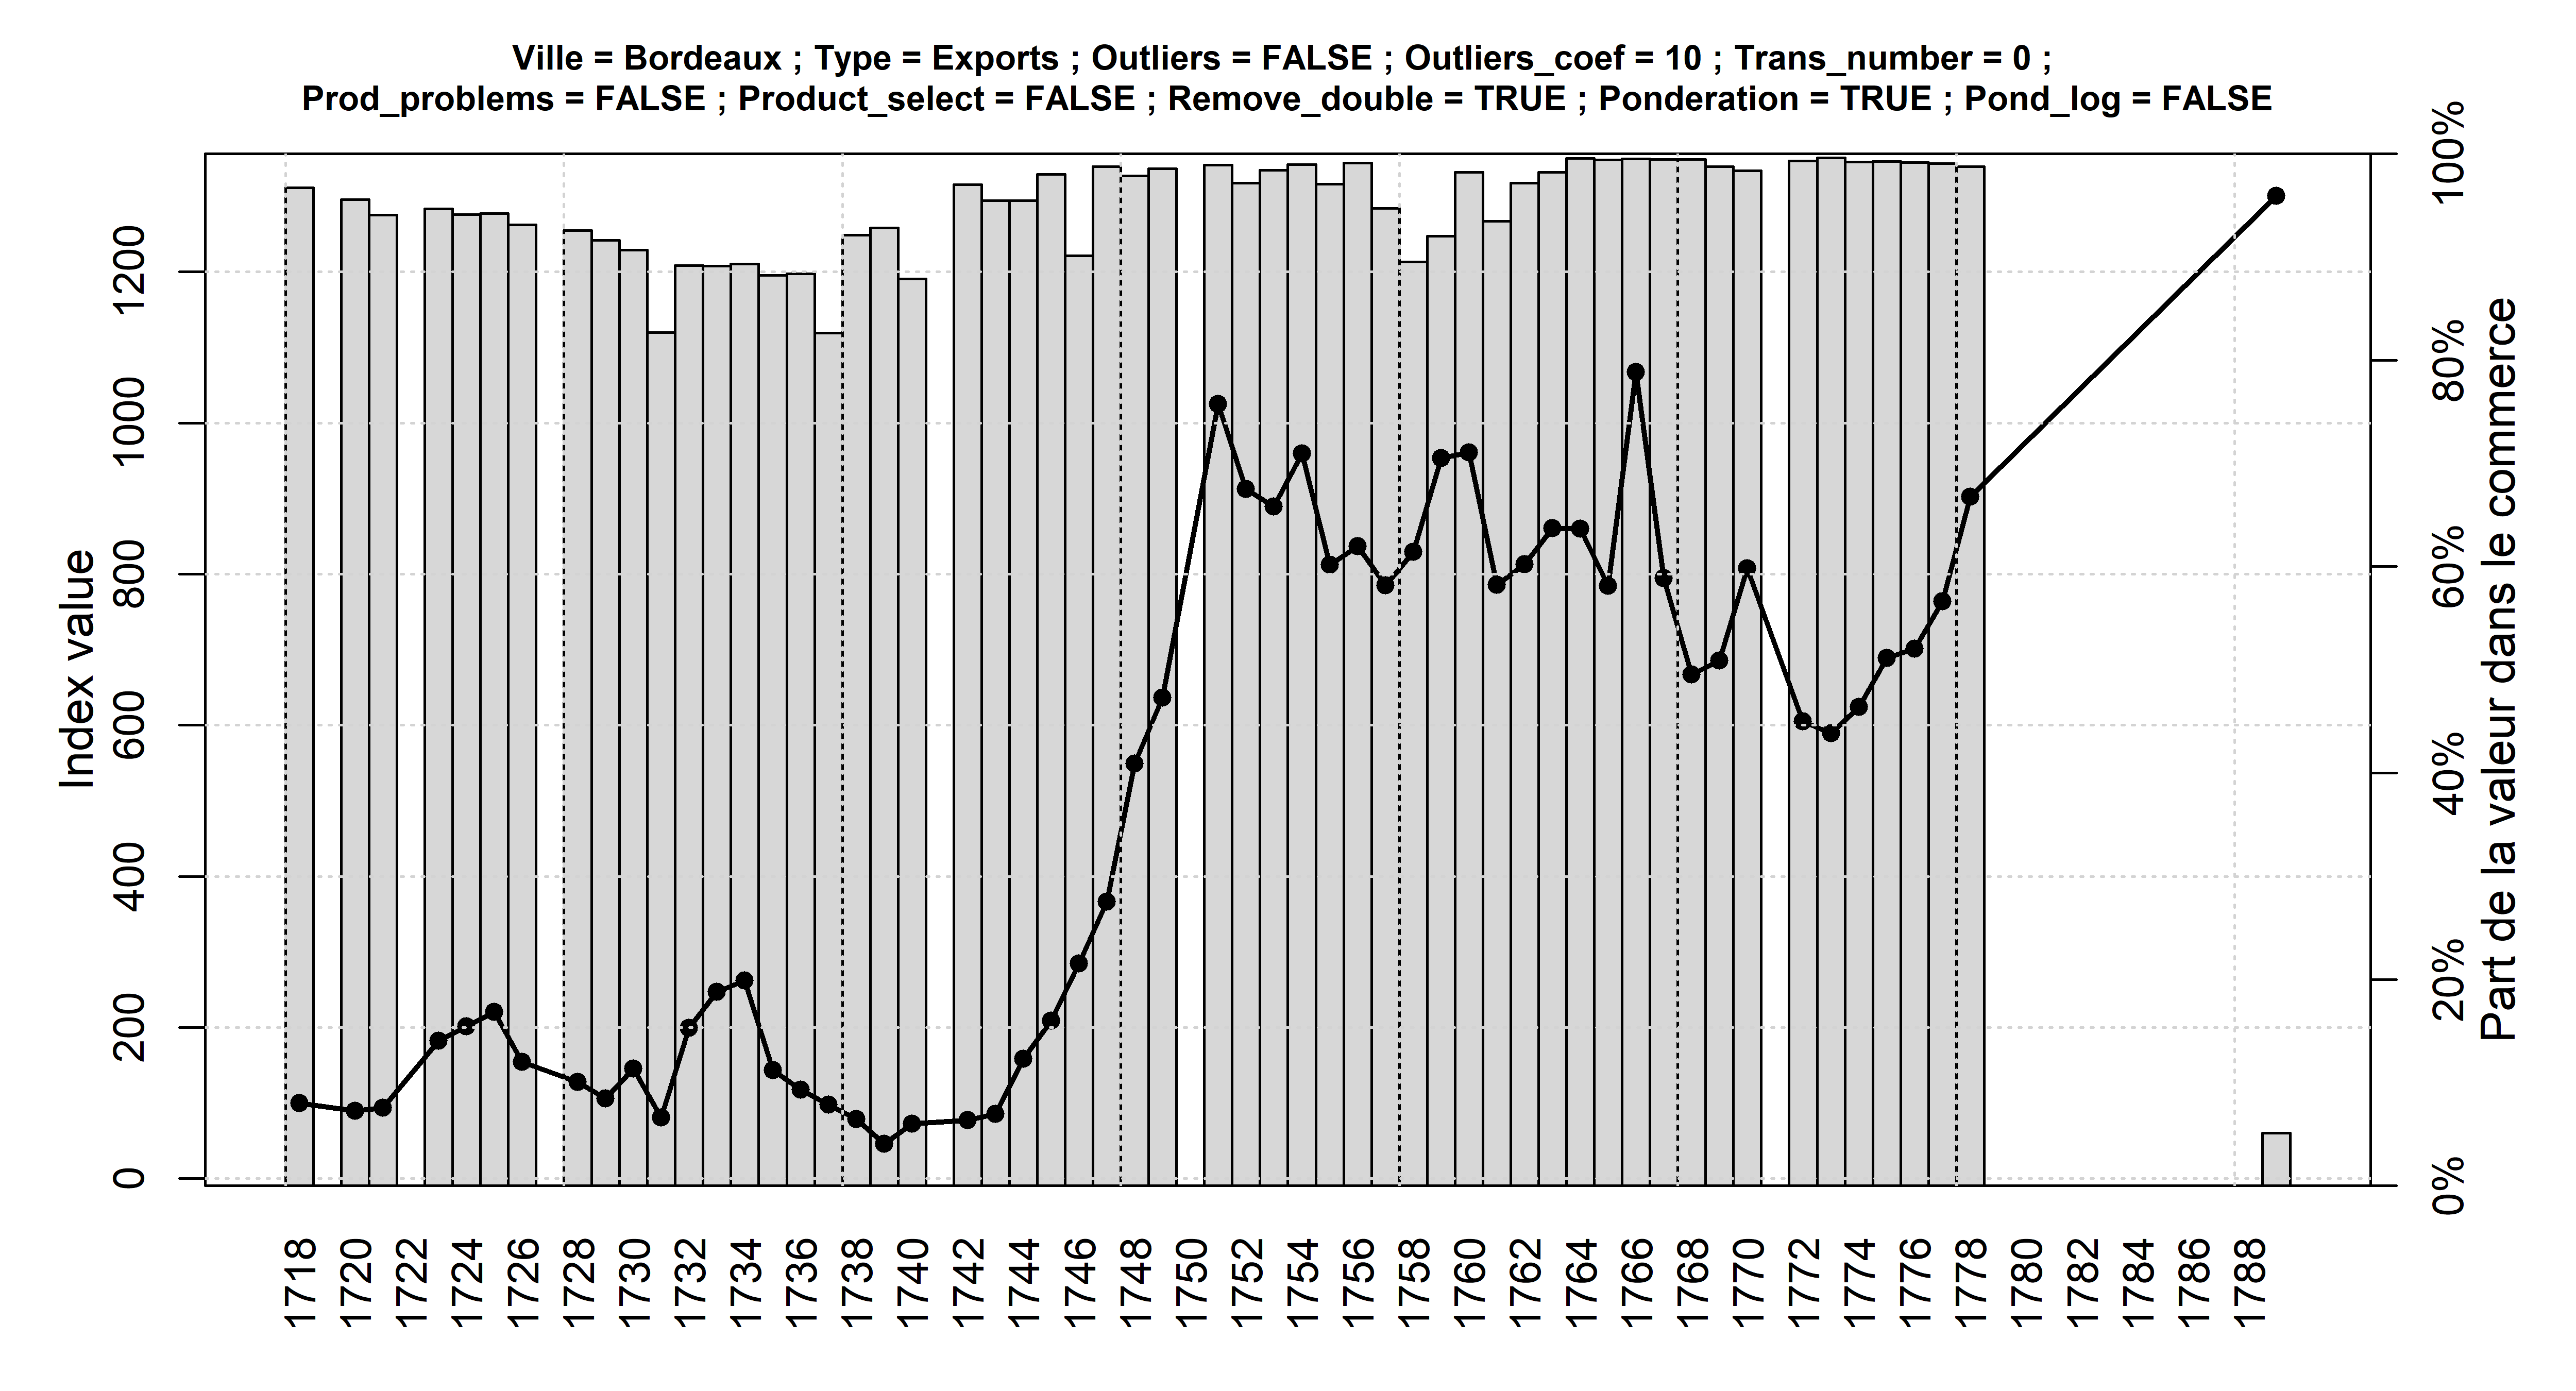 Ville = Bordeaux ; Type = Exports ; Outliers = FALSE ; Outliers_coef = 10 ; Trans_number = 0 ;
Prod_problems = FALSE ; Product_select = FALSE ; Remove_double = TRUE ; Ponderation = TRUE ; Pond_log = FALSE
Index value
0 200 400 600 800 1000 1200
Part de la valeur dans le commerce
0% 20% 40% 60% 80% 100%
1718 1720 1722 1724 1726 1728 1730 1732 1734 1736 1738 1740 1742 1744 1746 1748 1750 1752 1754 1756 1758 1760 1762 1764 1766 1768 1770 1772 1774 1776 1778 1780 1782 1784 1786 1788